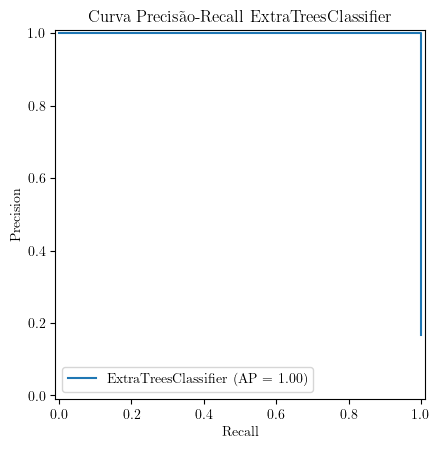 Curva Precisão-Recall ExtraTreesClassifier
1.0
0.8
0.6
0.4
0.2
0.0
Precision
ExtraTreesClassifier (AP = 1.00)
0.0 0.2 0.4 0.6 0.8 1.0
Recall